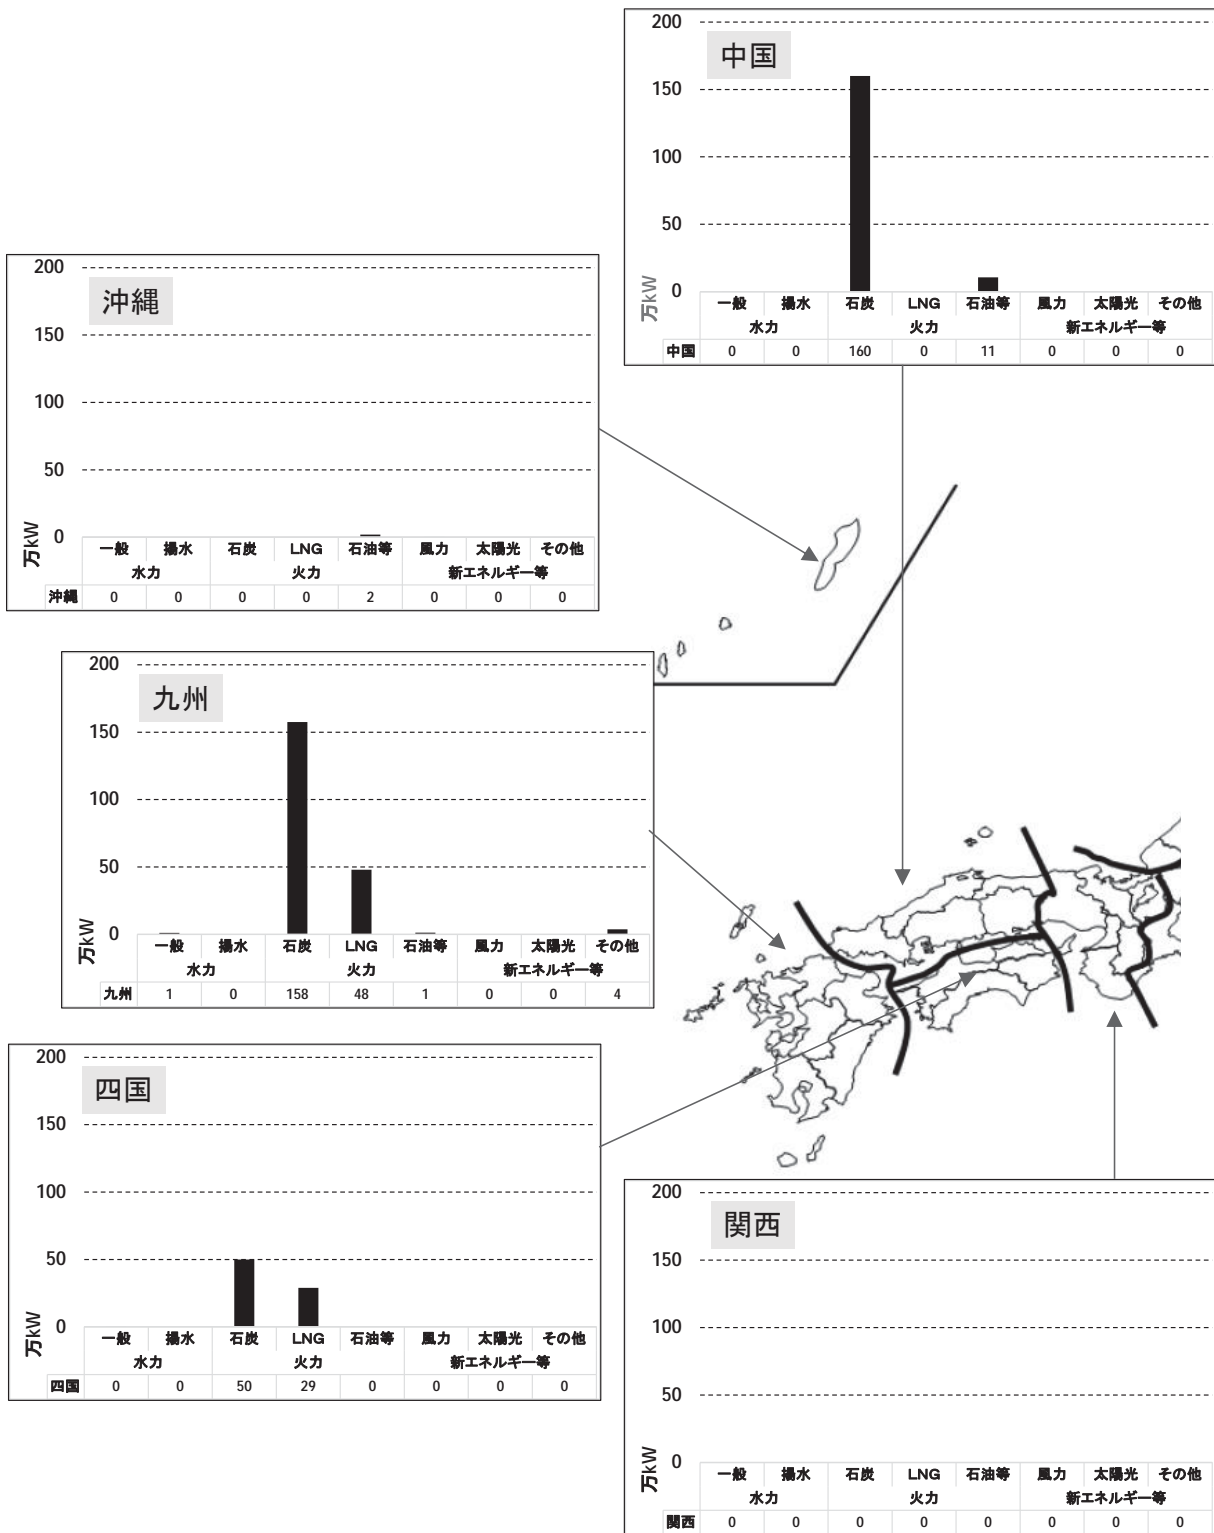 200
中国
150
100
50
0
万kW
一般 揚水 石炭 LNG 石油等 風力 太陽光 その他
水力 火力 新エネルギー等
中国 0 0 160 0 11 0 0 0
200
沖縄
150
100
50
0
万kW
一般 揚水 石炭 LNG 石油等 風力 太陽光 その他
水力 火力 新エネルギー等
沖縄 0 0 0 0 2 0 0 0
200
九州
150
100
50
0
万kW
一般 揚水 石炭 LNG 石油等 風力 太陽光 その他
水力 火力 新エネルギー等
九州 1 0 158 48 1 0 0 4
200
四国
150
100
50
0
万kW
一般 揚水 石炭 LNG 石油等 風力 太陽光 その他
水力 火力 新エネルギー等
四国 0 0 50 29 0 0 0 0
200
関西
150
100
50
0
万kW
一般 揚水 石炭 LNG 石油等 風力 太陽光 その他
水力 火力 新エネルギー等
関西 0 0 0 0 0 0 0 0